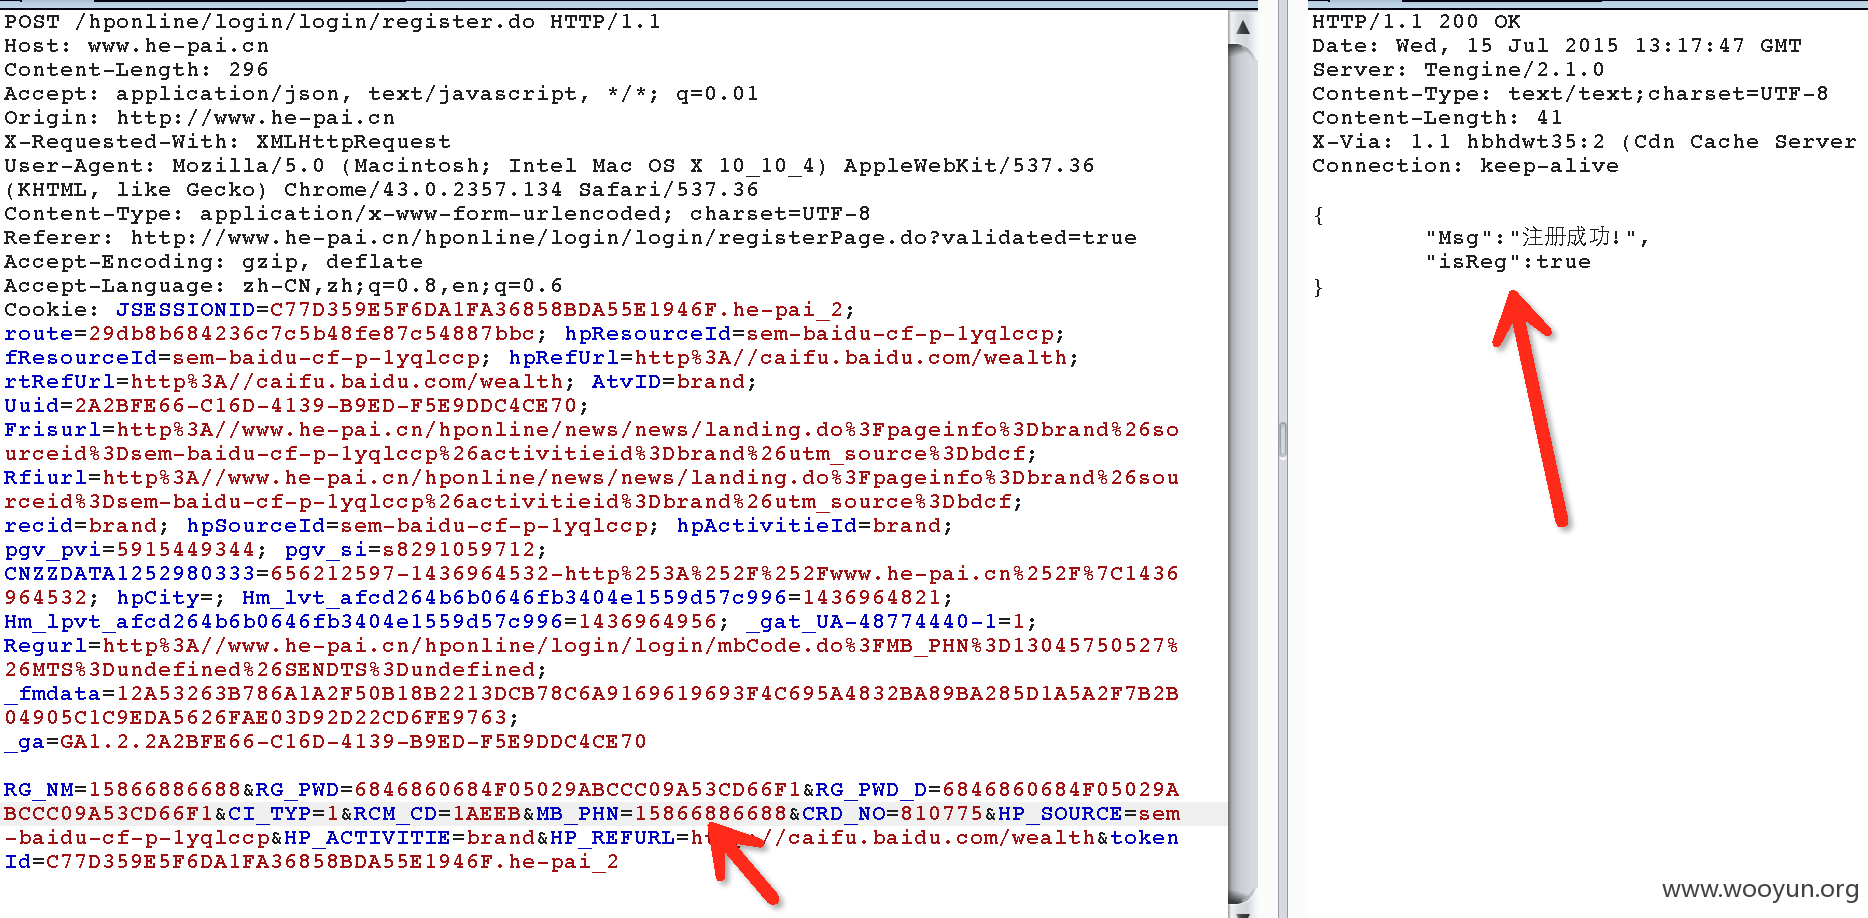 POST /hponline/login/login/register.do HTTP/1.1
Host: www.he-pai.cn
Content-Length: 296
Accept: application/json, text/javascript, */*; q=0.01
Origin: http://www.he-pai.cn
X-Requested-With: XMLHttpRequest
User-Agent: Mozilla/5.0 (Macintosh; Intel Mac OS X 10_10_4) AppleWebKit/537.36
(KHTML, like Gecko) Chrome/43.0.2357.134 Safari/537.36
Content-Type: application/x-www-form-urlencoded; charset=UTF-8
Referer: http://www.he-pai.cn/hponline/login/login/registerPage.do?validated=true
Accept-Encoding: gzip, deflate
Accept-Language: zh-CN,zh;q=0.8,en;q=0.6
Cookie: JSESSIONID=C77D359E5F6DA1FA36858BDA55E1946F.he-pai_2;
route=29db8b684236c7c5b48fe87c54887bbc; hpResourceId=sem-baidu-cf-p-1yqlccp;
fResourceId=sem-baidu-cf-p-1yqlccp; hpRefUrl=http%3A//caifu.baidu.com/wealth;
rtRefUrl=http%3A//caifu.baidu.com/wealth; AtvID=brand;
Uuid=2A2BFE66-C16D-4139-B9ED-F5E9DDC4CE70;
Frisurl=http%3A//www.he-pai.cn/hponline/news/news/landing.do%3Fpageinfo%3Dbrand%26so
urceid%3Dsem-baidu-cf-p-1yqlccp%26activitieid%3Dbrand%26utm_source%3Dbdcf;
Rfiurl=http%3A//www.he-pai.cn/hponline/news/news/landing.do%3Fpageinfo%3Dbrand%26sou
rceid%3Dsem-baidu-cf-p-1yqlccp%26activitieid%3Dbrand%26utm_source%3Dbdcf;
recid=brand; hpSourceId=sem-baidu-cf-p-1yqlccp; hpActivitieId=brand;
pgv_pvi=5915449344; pgv_si=s8291059712;
CNZZDATA1252980333=656212597-1436964532-http%253A%252F%252Fwww.he-pai.cn%252F%7C1436
964532; hpCity=; Hm_lvt_afcd264b6b0646fb3404e1559d57c996=1436964821;
Hm_lpvt_afcd264b6b0646fb3404e1559d57c996=1436964956; _gat_UA-48774440-1=1;
Regurl=http%3A//www.he-pai.cn/hponline/login/login/mbCode.do%3FMB_PHN%3D13045750527%
26MTS%3Dundefined%26SENDTS%3Dundefined;
_fmdata=12A53263B786A1A2F50B18B2213DCB78C6A9169619693F4C695A4832BA89BA285D1A5A2F7B2B
04905C1C9EDA5626FAE03D92D22CD6FE9763;
_ga=GA1.2.2A2BFE66-C16D-4139-B9ED-F5E9DDC4CE70
RG_NM=15866886688&RG_PWD=6846860684F05029ABCCC09A53CD66F1&RG_PWD_D=6846860684F05029A
BCCC09A53CD66F1&CI_TYP=1&RCM_CD=1AEEB&MB_PHN=15866886688&CRD_NO=810775&HP_SOURCE=sem
-baidu-cf-p-1yqlccp&HP_ACTIVITIE=brand&HP_REFURL=h //caifu.baidu.com/wealth&token
Id=C77D359E5F6DA1FA36858BDA55E1946F.he-pai_2
HTTP/1.1 200 OK
Date: Wed, 15 Jul 2015 13:17:47 GMT
Server: Tengine/2.1.0
Content-Type: text/text;charset=UTF-8
Content-Length: 41
X-Via: 1.1 hbhdwt35:2 (Cdn Cache Server
Connection: keep-alive
{
"Msg":"注册成功!",
"isReg":true
}
www.wooyun.org